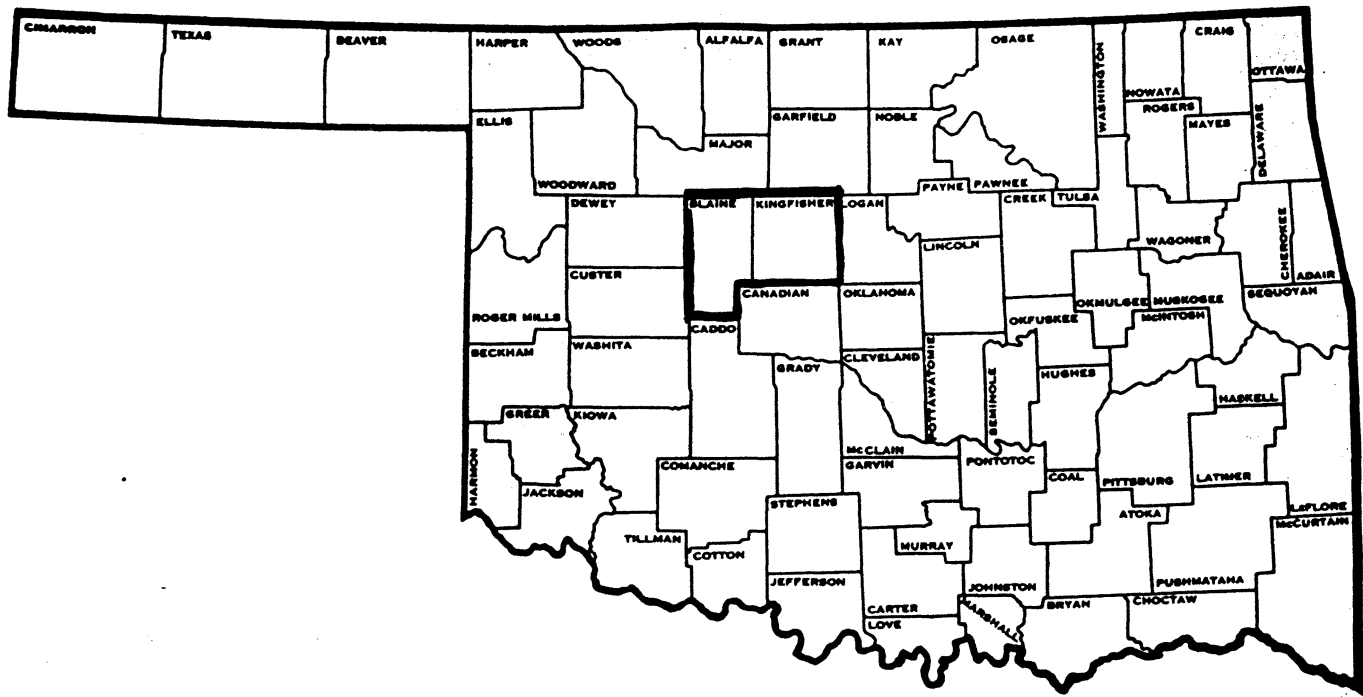 CIMARRON
TEXAS
BEAVER
HARPER
WOODS
ALFALFA
GRANT
KAY
OSAGE
WASHINGTON
NOWATA
CRAIG
OTTAWA
ELLIS
WOODWARD
MAJOR
GARFIELD
NOBLE
PAWNEE
ROGERS
MAYES
DELAWARE
DEWEY
BLAINE
KINGFISHER
LOGAN
PAYNE
CREEK
TULSA
WAGONER
CHEROKEE
ADAIR
ROGER MILLS
CUSTER
CANADIAN
OKLAHOMA
LINCOLN
OKFUSKEE
OKMULGEE
MUSKOGEE
McINTOSH
SEQUOYAH
BECKHAM
WASHITA
CADDO
GRADY
CLEVELAND
POTTAWATOMIE
SEMINOLE
HUGHES
HASKELL
GREER
KIOWA
HARMON
JACKSON
COMANCHE
McCLAIN
GARVIN
PONTOTOC
COAL
PITTSBURG
LATIMER
LeFLORE
TILLMAN
COTTON
STEPHENS
MURRAY
ATOKA
McCURTAIN
JEFFERSON
CARTER
LOVE
JOHNSTON
MARSHALL
BRYAN
PUSHMATAHA
CHOCTAW